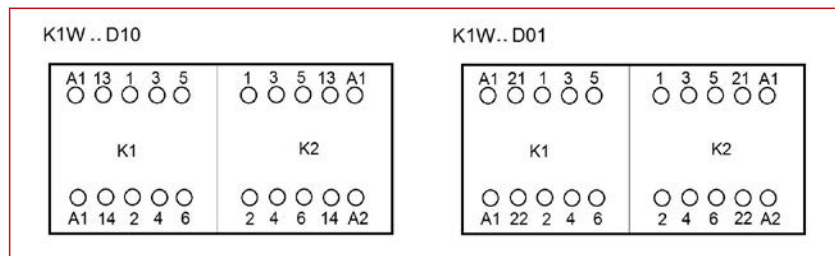 K1W .. D10
A1 13 1 3 5 1 3 5 13 A1
K1 K2
A1 14 2 4 6 2 4 6 14 A2
K1W.. D01
A1 21 1 3 5 1 3 5 21 A1
K1 K2
A1 22 2 4 6 2 4 6 22 A2